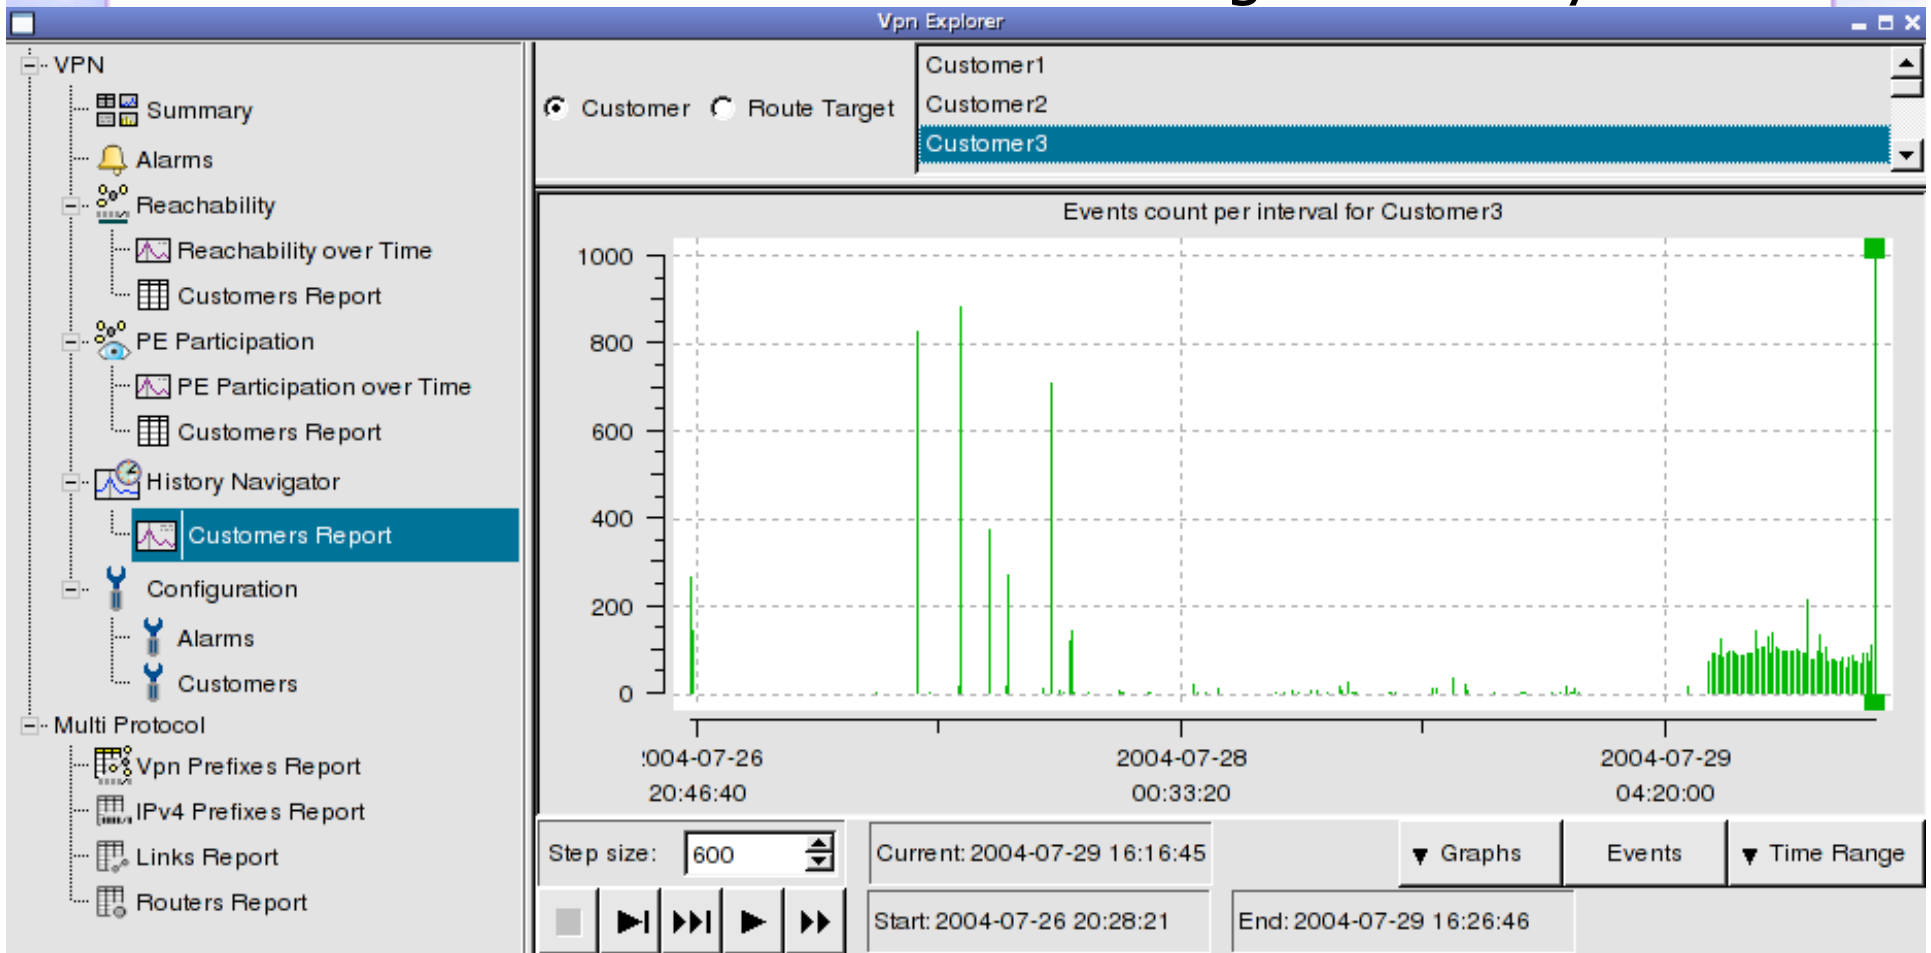 Vpn Explorer
VPN
Summary
Alarms
Reachability
Reachability over Time
Customers Report
PE Participation
PE Participation over Time
Customers Report
History Navigator
Customers Report
Configuration
Alarms
Customers
Multi Protocol
Vpn Prefixes Report
IPv4 Prefixes Report
Links Report
Routers Report
Customer Route Target
Customer1
Customer2
Customer3
Events count per interval for Customer3
1000
800
600
400
200
0
:004-07-26 2004-07-28 2004-07-29
20:46:40 00:33:20 04:20:00
Step size: 600 Current: 2004-07-29 16:16:45 Graphs Events Time Range
Start: 2004-07-26 20:28:21 End: 2004-07-29 16:26:46